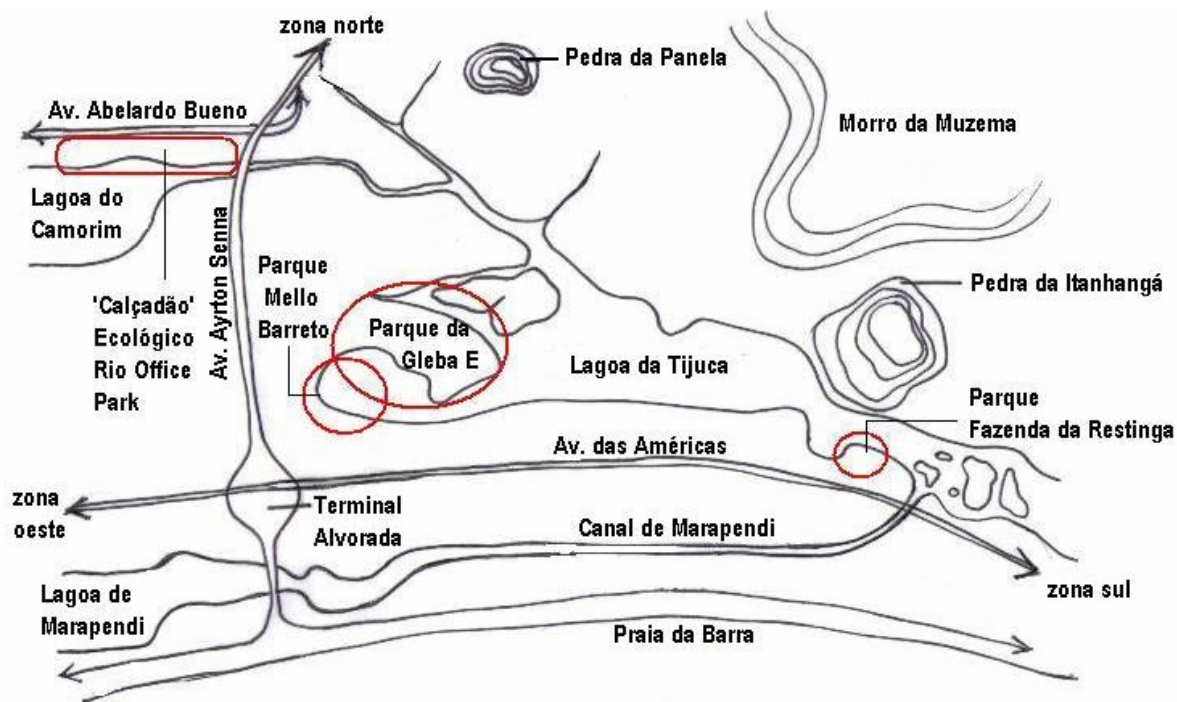 zona norte
Pedra da Panela
Av. Abelardo Bueno
Morro da Muzema
Lagoa do
Camorim
Av. Ayrton Senna
Parque
Mello
Barreto
Pedra da Itanhangá
'Calçadão'
Ecológico
Rio Office
Park
Parque da
Gleba E
Lagoa da Tijuca
Parque
Fazenda da Restinga
Av. das Américas
zona
oeste
Terminal
Alvorada
Canal de Marapendi
zona sul
Lagoa de
Marapendi
Praia da Barra